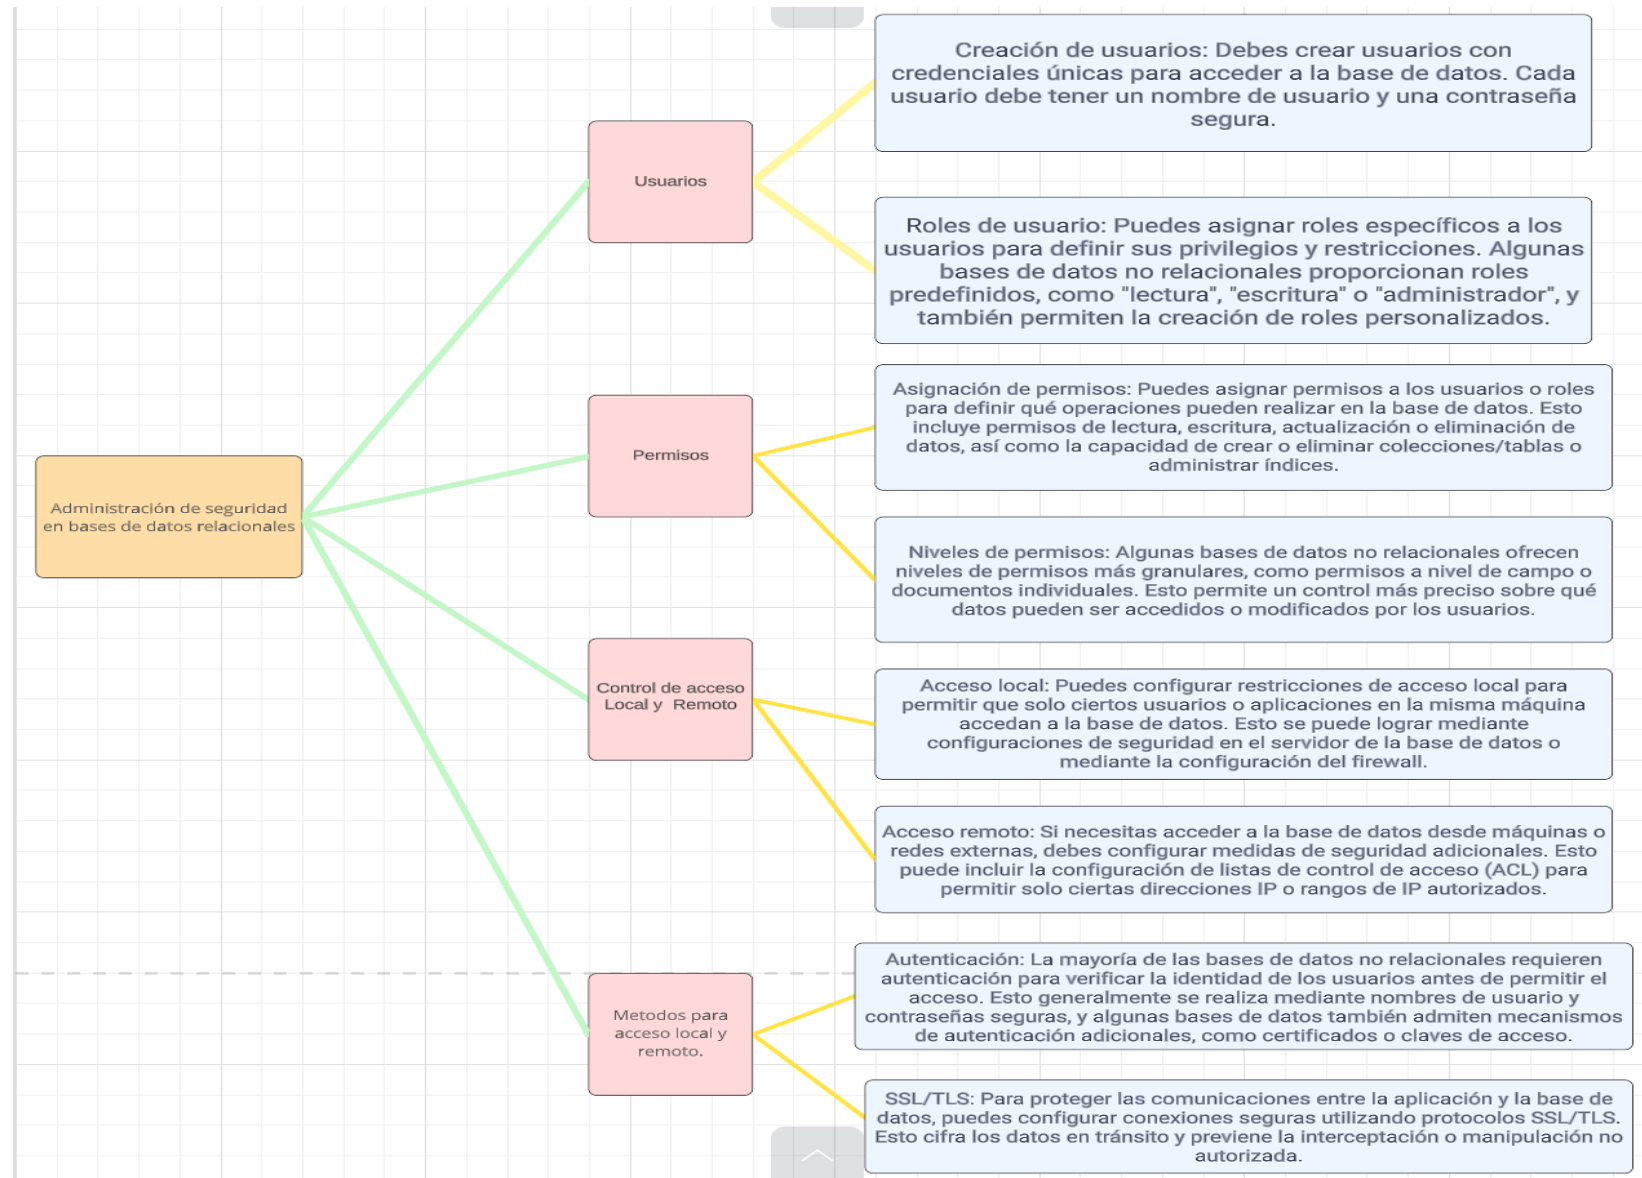 Administración de seguridad
en bases de datos relacionales
Usuarios
Creación de usuarios: Debes crear usuarios con
credenciales únicas para acceder a la base de datos. Cada
usuario debe tener un nombre de usuario y una contraseña
segura.
Roles de usuario: Puedes asignar roles específicos a los
usuarios para definir sus privilegios y restricciones. Algunas
bases de datos no relacionales proporcionan roles
predefinidos, como "lectura", "escritura" o "administrador", y
también permiten la creación de roles personalizados.
Permisos
Asignación de permisos: Puedes asignar permisos a los usuarios o roles
para definir qué operaciones pueden realizar en la base de datos. Esto
incluye permisos de lectura, escritura, actualización o eliminación de
datos, así como la capacidad de crear o eliminar colecciones/tablas o
administrar índices.
Niveles de permisos: Algunas bases de datos no relacionales ofrecen
niveles de permisos más granulares, como permisos a nivel de campo o
documentos individuales. Esto permite un control más preciso sobre qué
datos pueden ser accedidos o modificados por los usuarios.
Control de acceso
Local y Remoto
Acceso local: Puedes configurar restricciones de acceso local para
permitir que solo ciertos usuarios o aplicaciones en la misma máquina
accedan a la base de datos. Esto se puede lograr mediante
configuraciones de seguridad en el servidor de la base de datos o
mediante la configuración del firewall.
Acceso remoto: Si necesitas acceder a la base de datos desde máquinas o
redes externas, debes configurar medidas de seguridad adicionales. Esto
puede incluir la configuración de listas de control de acceso (ACL) para
permitir solo ciertas direcciones IP o rangos de IP autorizados.
Metodos para
acceso local y
remoto.
Autenticación: La mayoría de las bases de datos no relacionales requieren
autenticación para verificar la identidad de los usuarios antes de permitir el
acceso. Esto generalmente se realiza mediante nombres de usuario y
contraseñas seguras, y algunas bases de datos también admiten mecanismos
de autenticación adicionales, como certificados o claves de acceso.
SSL/TLS: Para proteger las comunicaciones entre la aplicación y la base de
datos, puedes configurar conexiones seguras utilizando protocolos SSL/TLS.
Esto cifra los datos en tránsito y previene la interceptación o manipulación no
autorizada.